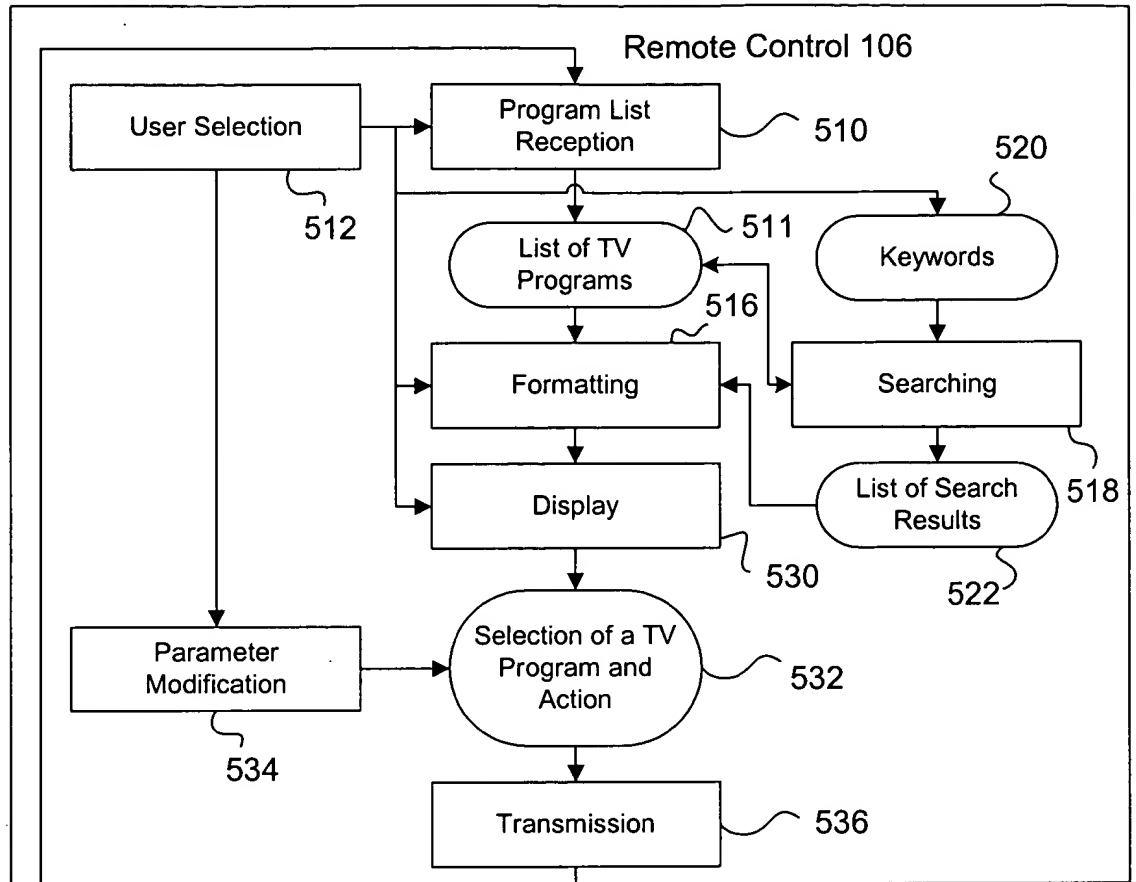 Remote Control 106
User Selection
512
Program List
Reception
510
520
511
List of TV
Programs
Keywords
516
Formatting
Searching
518
Display
530
List of Search
Results
522
Parameter
Modification
534
Selection of a TV
Program and
Action
532
Transmission
536